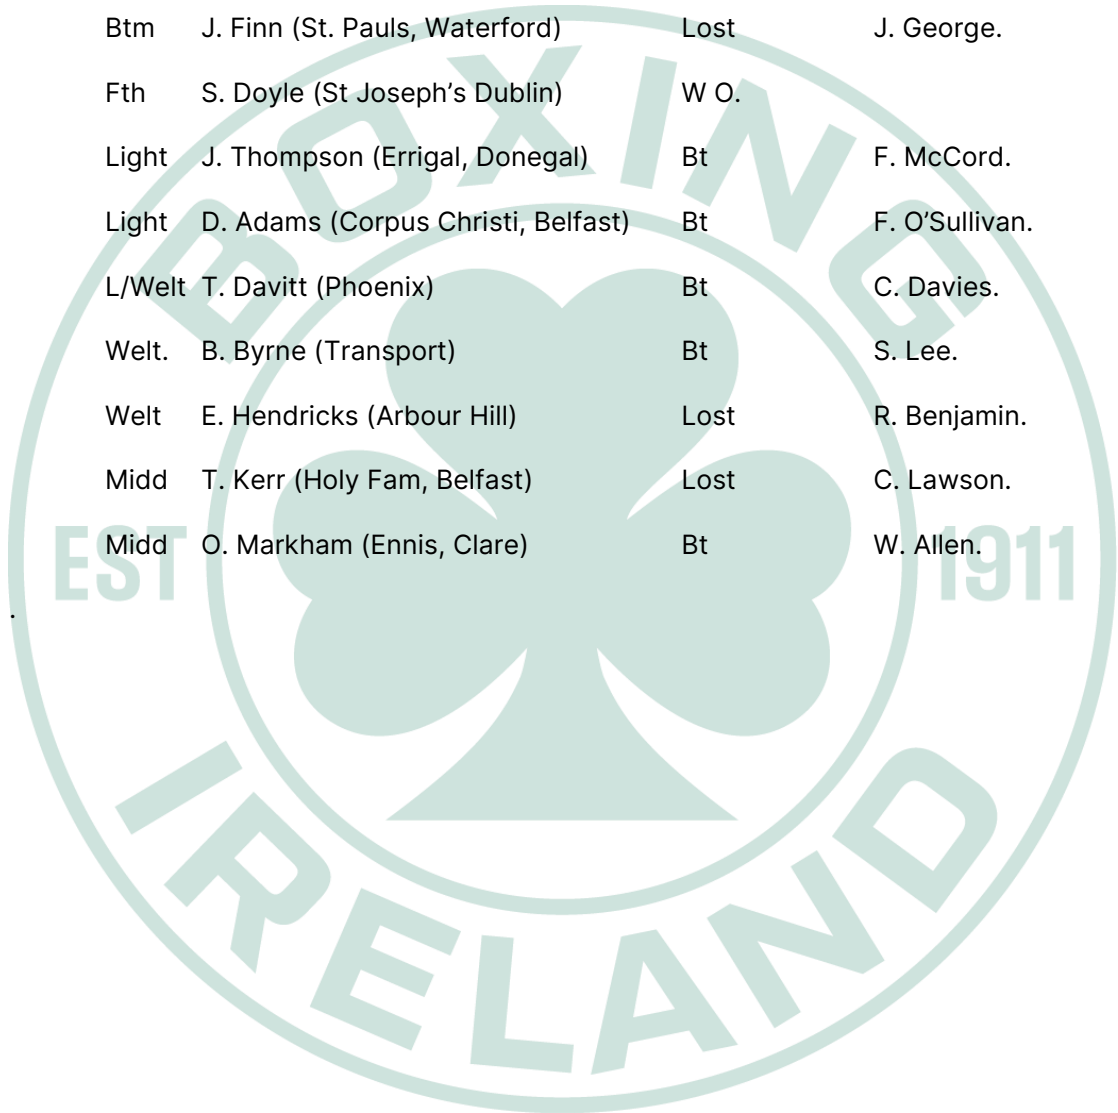 Btm J. Finn (St. Pauls, Waterford) Lost J. George.
Fth S. Doyle (St Joseph’s Dublin) W O.
Light J. Thompson (Errigal, Donegal) Bt F. McCord.
Light D. Adams (Corpus Christi, Belfast) Bt F. O’Sullivan.
L/Welt T. Davitt (Phoenix) Bt C. Davies.
Welt. B. Byrne (Transport) Bt S. Lee.
Welt E. Hendricks (Arbour Hill) Lost R. Benjamin.
Midd T. Kerr (Holy Fam, Belfast) Lost C. Lawson.
Midd O. Markham (Ennis, Clare) Bt W. Allen.
.
BOXING
EST 1911
IRELAND